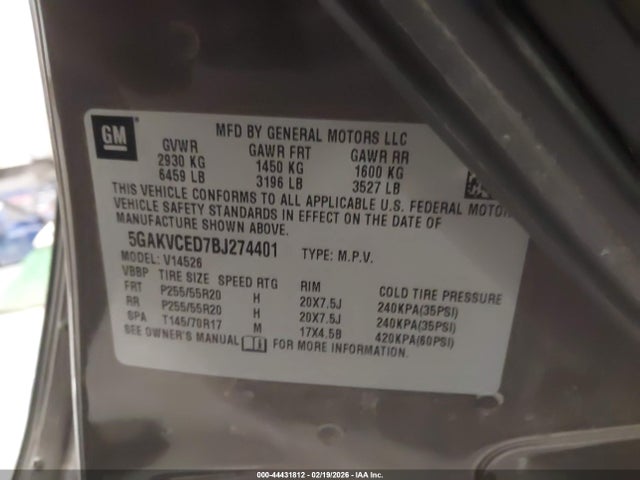 GM
MFD BY GENERAL MOTORS LLC
GVWR GAWR FRT GAWR RR
2930 KG 1450 KG 1600 KG
6459 LB 3196 LB 3527 LB
THIS VEHICLE CONFORMS TO ALL APPLICABLE U.S. FEDERAL MOTOR
VEHICLE SAFETY STANDARDS IN EFFECT ON THE DATE OF
MANUFACTURE SHOWN ABOVE.
5GAKVCED7BJ274401 TYPE: M.P.V.
MODEL: V14526
VBBP TIRE SIZE SPEED RTG RIM COLD TIRE PRESSURE
FRT P255/55R20 H 20X7.5J 240KPA(35PSI)
RR P255/55R20 H 20X7.5J 240KPA(35PSI)
SPA T145/70R17 M 17X4.5B 420KPA(60PSI)
SEE OWNER'S MANUAL FOR MORE INFORMATION.
000-44431812 - 02/19/2026 - IAA Inc.